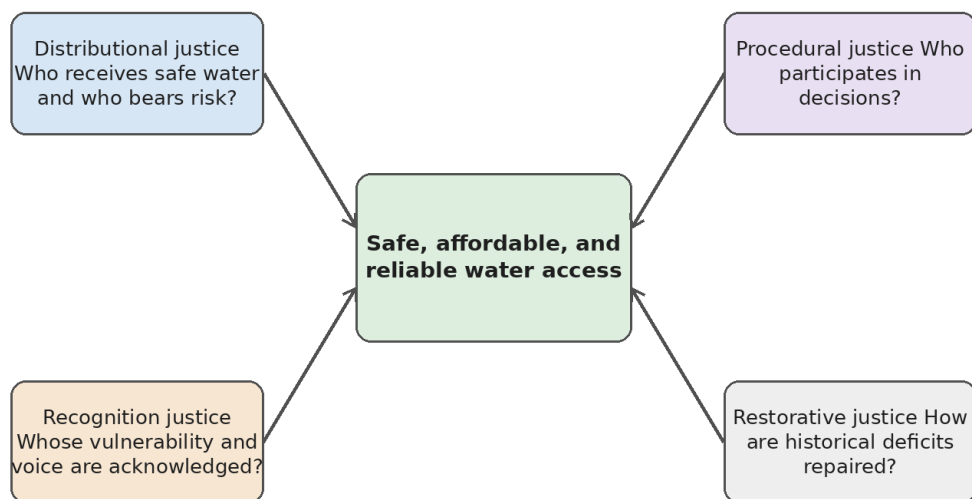 Distributional justice
Who receives safe water
and who bears risk?
Procedural justice Who
participates in
decisions?
Safe, affordable, and
reliable water access
Recognition justice
Whose vulnerability and
voice are acknowledged?
Restorative justice How
are historical deficits
repaired?